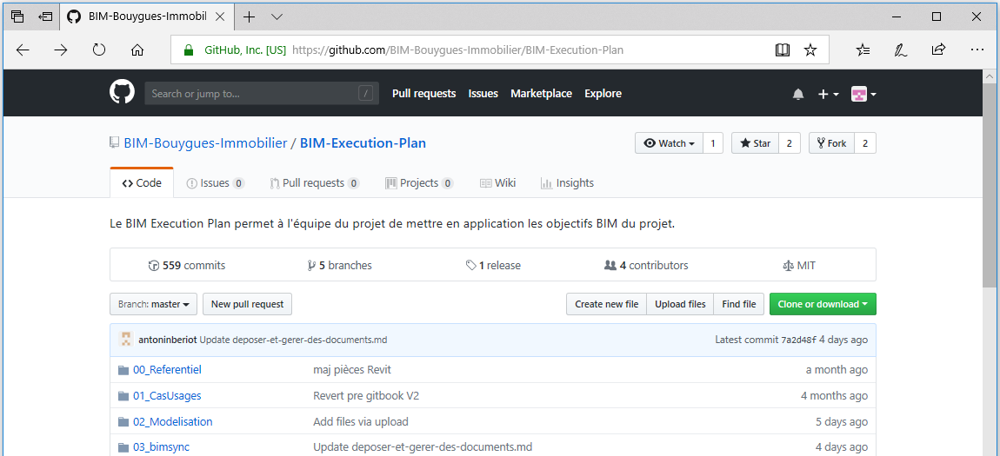 BIM-Bouygues-Immobil
GitHub, Inc. [US] https://github.com/BIM-Bouygues-Immobilier/BIM-Execution-Plan
Search or jump to... / Pull requests Issues Marketplace Explore
BIM-Bouygues-Immobilier / BIM-Execution-Plan Watch 1 Star 2 Fork 2
Code Issues 0 Pull requests 0 Projects 0 Wiki Insights
Le BIM Execution Plan permet à l'équipe du projet de mettre en application les objectifs BIM du projet.
559 commits 5 branches 1 release 4 contributors MIT
Branch: master New pull request Create new file Upload files Find file Clone or download
antoninberiot Update deposer-et-gerer-des-documents.md Latest commit 7a2d48f 4 days ago
00_Referentiel maj pièces Revit a month ago
01_CasUsages Revert pre gitbook V2 4 months ago
02_Modelisation Add files via upload 5 days ago
03_bimsync Update deposer-et-gerer-des-documents.md 4 days ago